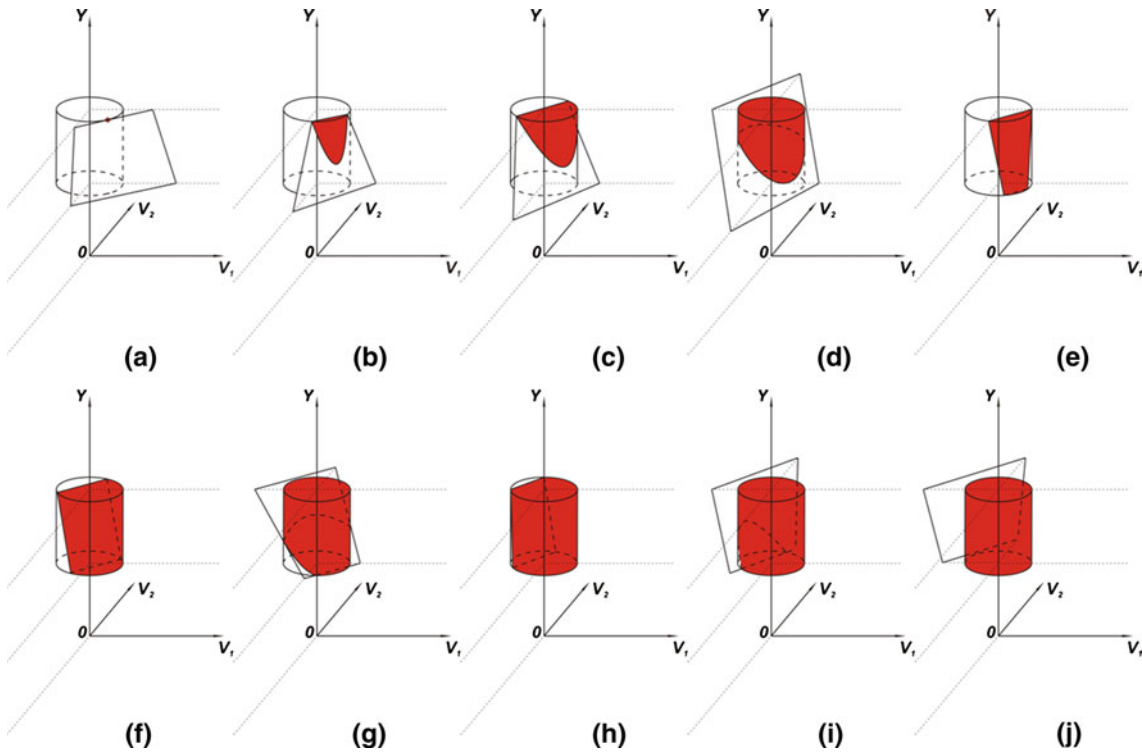 Y Y Y Y Y
V₂ V₂ V₂ V₂ V₂
0 0 0 0 0
V₁ V₁ V₁ V₁ V₁
(a) (b) (c) (d) (e)
Y Y Y Y Y
V₂ V₂ V₂ V₂ V₂
0 0 0 0 0
V₁ V₁ V₁ V₁ V₁
(f) (g) (h) (i) (j)